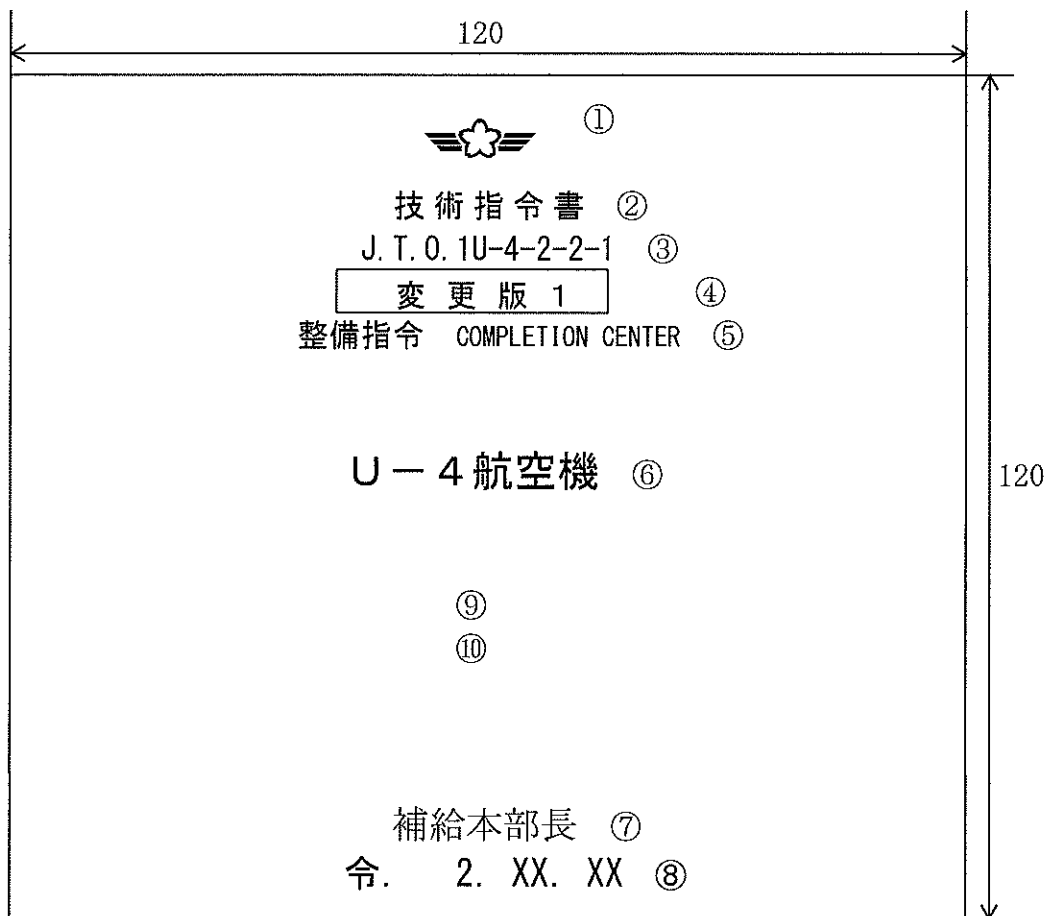 120
①
技術指令書 ②
J.T.O.1U-4-2-2-1 ③
変更版1 ④
整備指令 COMPLETION CENTER ⑤
U－4航空機 ⑥
120
⑨
⑩
補給本部長 ⑦
令. 2. XX. XX ⑧